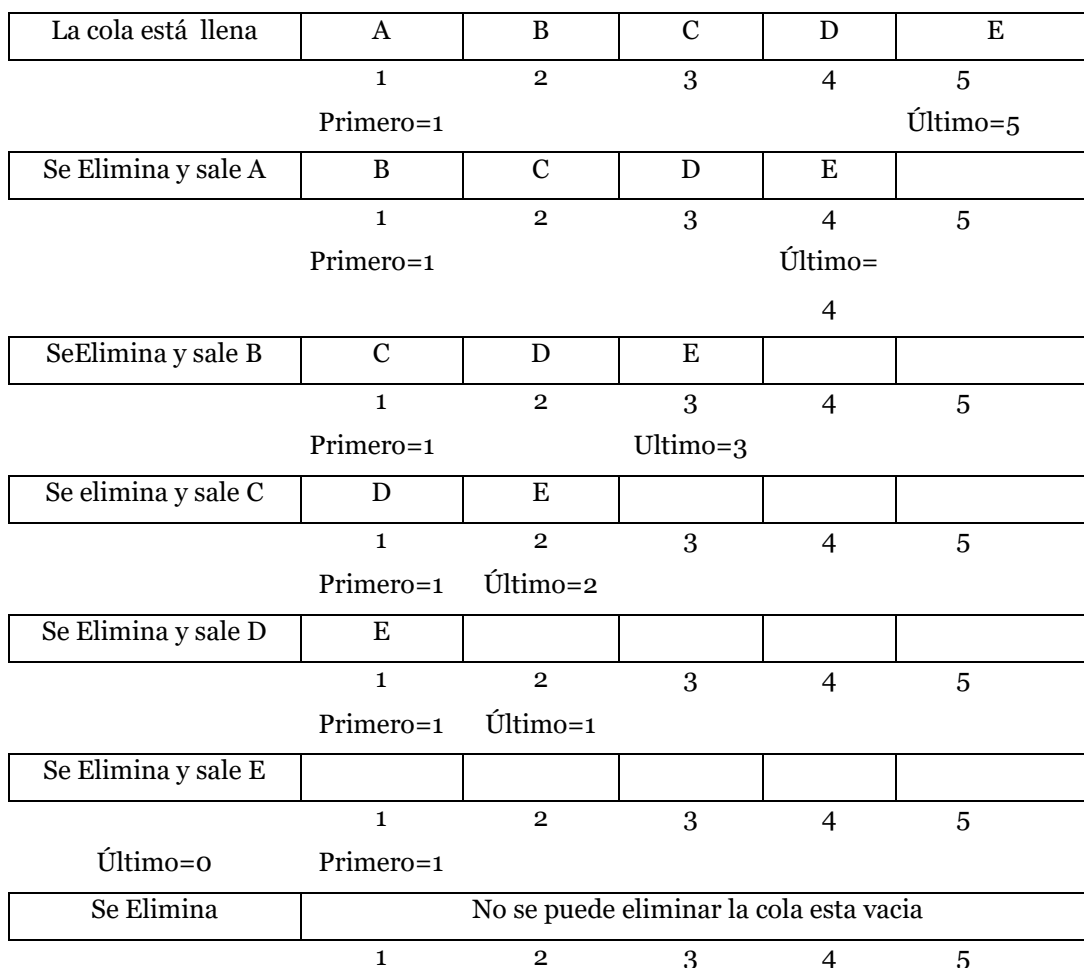 La cola está  llena A B C D E
1 2 3 4 5
Primero=1 Último=5
Se Elimina y sale A B C D E
1 2 3 4 5
Primero=1 Último=
4
SeElimina y sale B C D E
1 2 3 4 5
Primero=1 Ultimo=3
Se elimina y sale C D E
1 2 3 4 5
Primero=1 Último=2
Se Elimina y sale D E
1 2 3 4 5
Primero=1 Último=1
Se Elimina y sale E
1 2 3 4 5
Último=0 Primero=1
Se Elimina No se puede eliminar la cola esta vacia
1 2 3 4 5